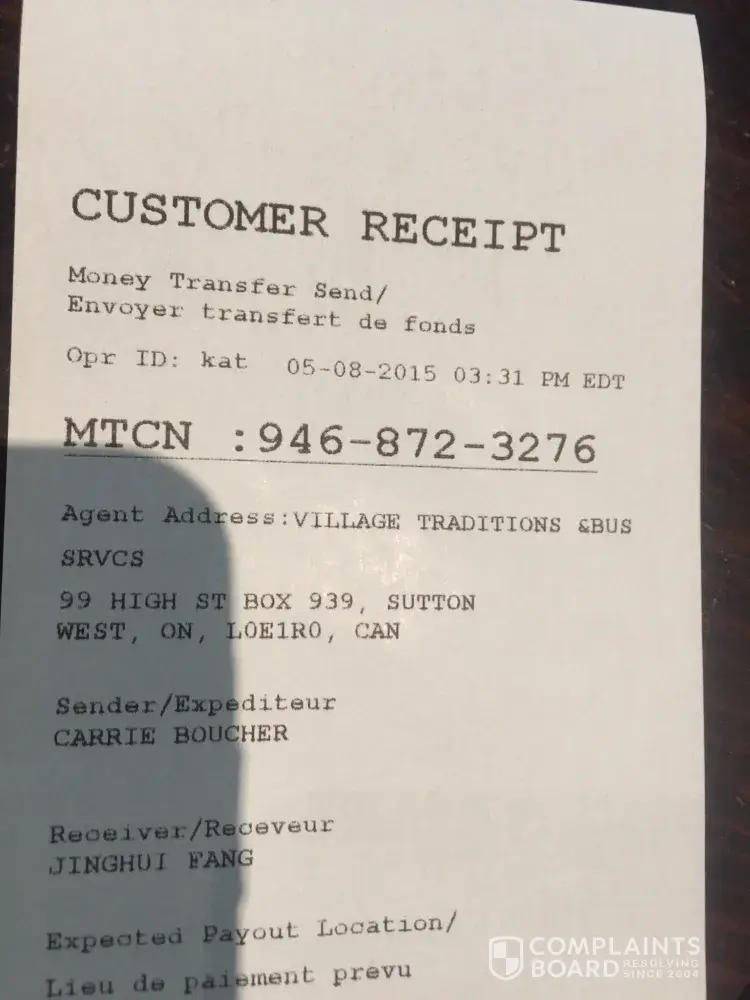 CUSTOMER RECEIPT
Money Transfer Send/
Envoyer transfert de fonds
Opr ID: kat 05-08-2015 03:31 PM EDT
MTCN :946-872-3276
Agent Address:VILLAGE TRADITIONS &BUS
SRVCS
99 HIGH ST BOX 939, SUTTON
WEST, ON, L0E1R0, CAN
Sender/Expediteur
CARRIE BOUCHER
Receiver/Receveur
JINGHUI FANG
Expected Payout Location/
Lieu de paiement prevu
COMPLAINTS
BOARD RESOLVING
SINCE 2004